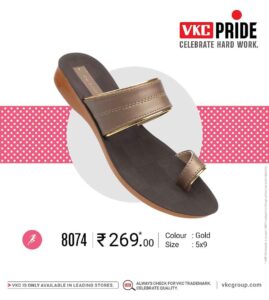 VKC PRIDE
CELEBRATE HARD WORK.
8074
₹ 269.00*
Colour : Gold
Size : 5x9
VKC IS ONLY AVAILABLE IN LEADING STORES.
ALWAYS CHECK FOR VKC TRADEMARK.
CELEBRATE QUALITY.
vkcgroup.com